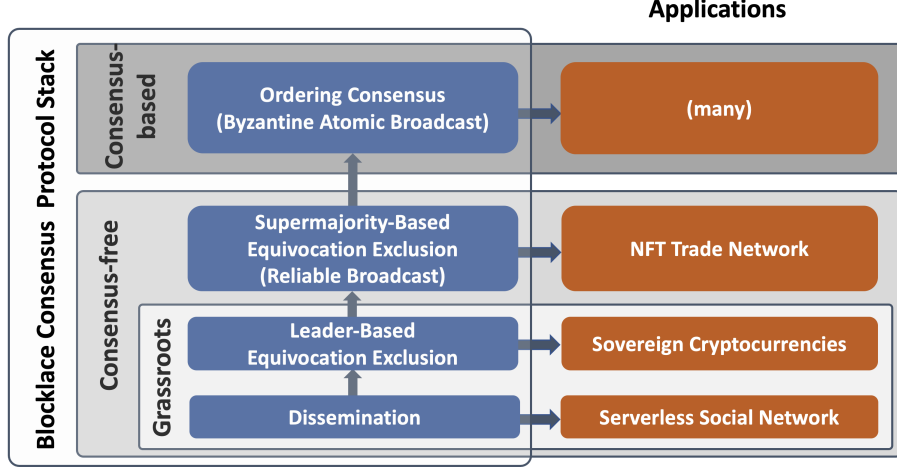 Applications
Blocklace Consensus Protocol Stack
Consensus-
based
Ordering Consensus
(Byzantine Atomic Broadcast)
(many)
Consensus-free
Supermajority-Based
Equivocation Exclusion
(Reliable Broadcast)
NFT Trade Network
Grassroots
Leader-Based
Equivocation Exclusion
Sovereign Cryptocurrencies
Dissemination
Serverless Social Network